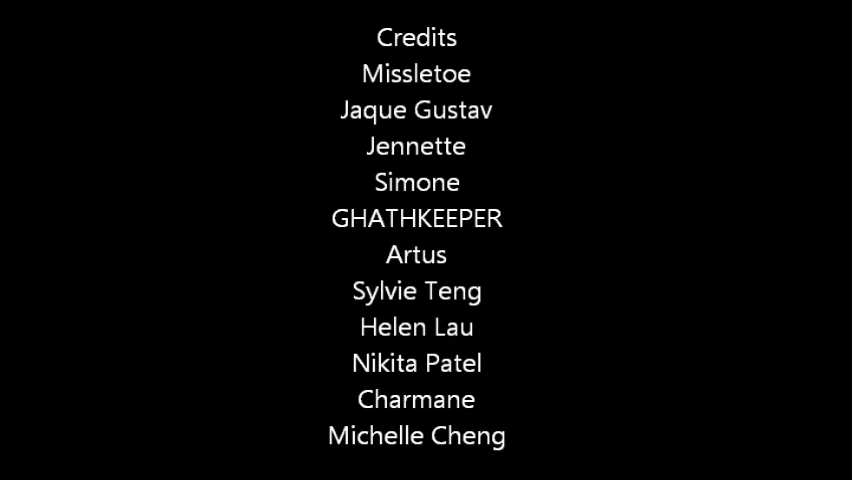 Credits
Missletoe
Jaque Gustav
Jennette
Simone
GHATHKEEPER
Artus
Sylvie Teng
Helen Lau
Nikita Patel
Charmane
Michelle Cheng